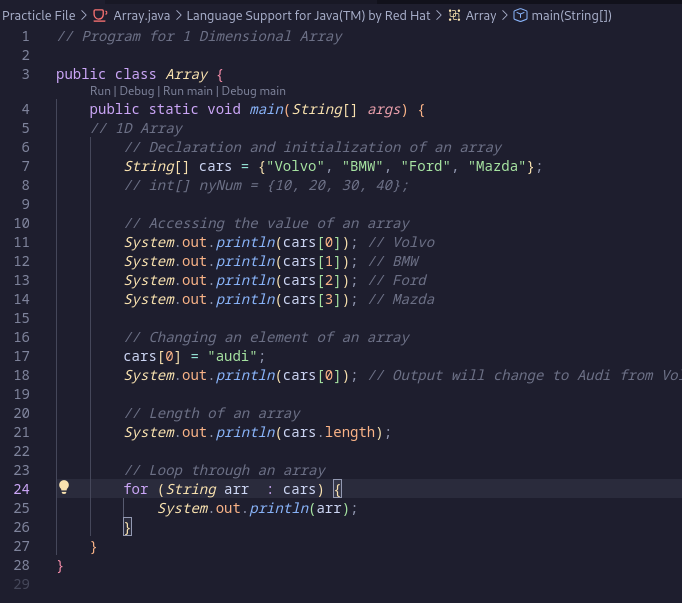 Practicle File > Array.java > Language Support for Java(TM) by Red Hat > Array > main(String[])
1 // Program for 1 Dimensional Array
2
3 public class Array {
Run | Debug | Run main | Debug main
4 public static void main(String[] args) {
5 // 1D Array
6 // Declaration and initialization of an array
7 String[] cars = {"Volvo", "BMW", "Ford", "Mazda"};
8 // int[] nyNum = {10, 20, 30, 40};
9
10 // Accessing the value of an array
11 System.out.println(cars[0]); // Volvo
12 System.out.println(cars[1]); // BMW
13 System.out.println(cars[2]); // Ford
14 System.out.println(cars[3]); // Mazda
15
16 // Changing an element of an array
17 cars[0] = "audi";
18 System.out.println(cars[0]); // Output will change to Audi from
19
20 // Length of an array
21 System.out.println(cars.length);
22
23 // Loop through an array
24 for (String arr  : cars) {
25 System.out.println(arr);
26 }
27 }
28 }
29